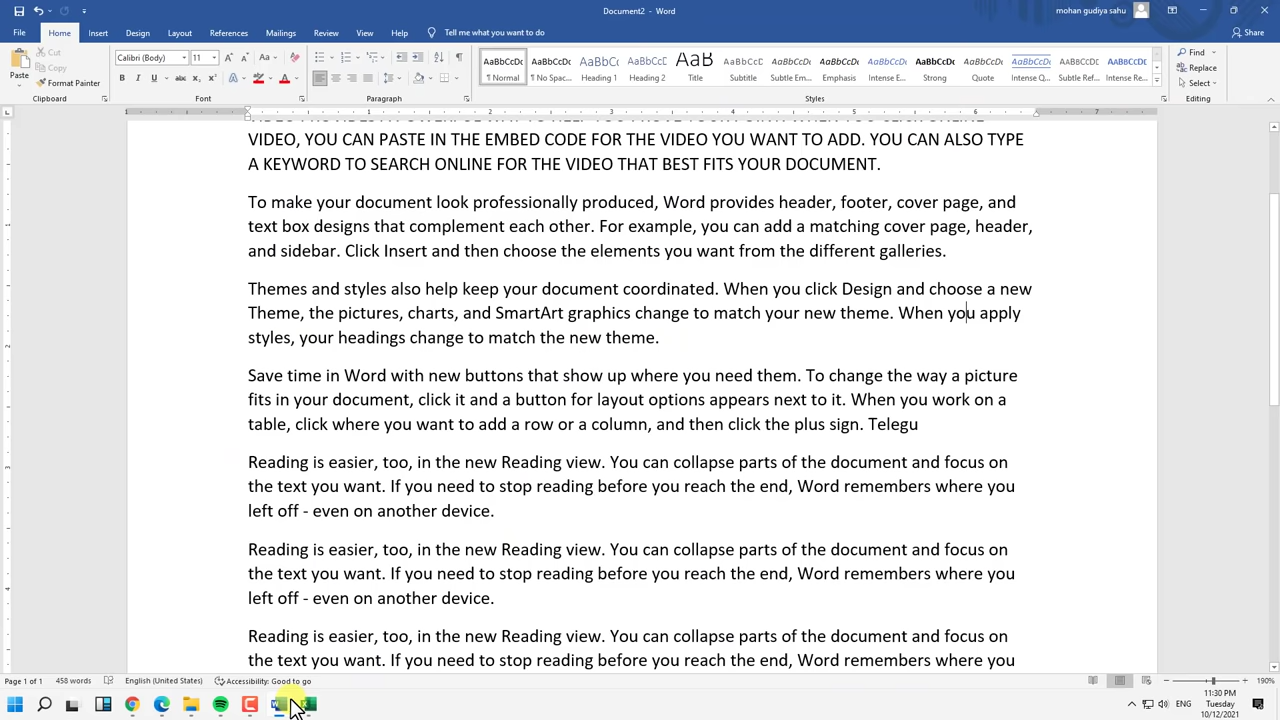 Document2 - Word
mohan gudiya sahu
File Home Insert Design Layout References Mailings Review View Help Tell me what you want to do Share
Paste
Cut
Copy
Format Painter
Clipboard
Calibri (Body) 11
Font
Paragraph
AaBbCcDc AaBbCcDc AaBbCc AaBbCcD AaB AaBbCcD AaBbCcDc AaBbCcDc AaBbCcDc AaBbCcDc AaBbCcDc AaBbCcDc AaBbCcDc AaBbCcDc
¶ Normal ¶ No Spac... Heading 1 Heading 2 Title Subtitle Subtle Em... Emphasis Intense E... Strong Quote Intense Q... Subtle Ref... Intense Re...
Styles
Find
Replace
Select
Editing
VIDEO, YOU CAN PASTE IN THE EMBED CODE FOR THE VIDEO YOU WANT TO ADD. YOU CAN ALSO TYPE
A KEYWORD TO SEARCH ONLINE FOR THE VIDEO THAT BEST FITS YOUR DOCUMENT.
To make your document look professionally produced, Word provides header, footer, cover page, and
text box designs that complement each other. For example, you can add a matching cover page, header,
and sidebar. Click Insert and then choose the elements you want from the different galleries.
Themes and styles also help keep your document coordinated. When you click Design and choose a new
Theme, the pictures, charts, and SmartArt graphics change to match your new theme. When you apply
styles, your headings change to match the new theme.
Save time in Word with new buttons that show up where you need them. To change the way a picture
fits in your document, click it and a button for layout options appears next to it. When you work on a
table, click where you want to add a row or a column, and then click the plus sign. Telegu
Reading is easier, too, in the new Reading view. You can collapse parts of the document and focus on
the text you want. If you need to stop reading before you reach the end, Word remembers where you
left off - even on another device.
Reading is easier, too, in the new Reading view. You can collapse parts of the document and focus on
the text you want. If you need to stop reading before you reach the end, Word remembers where you
left off - even on another device.
Reading is easier, too, in the new Reading view. You can collapse parts of the document and focus on
the text you want. If you need to stop reading before you reach the end, Word remembers where you
Page 1 of 1 458 words English (United States) Accessibility: Good to go 190%
ENG
11:30 PM
Tuesday
10/12/2021